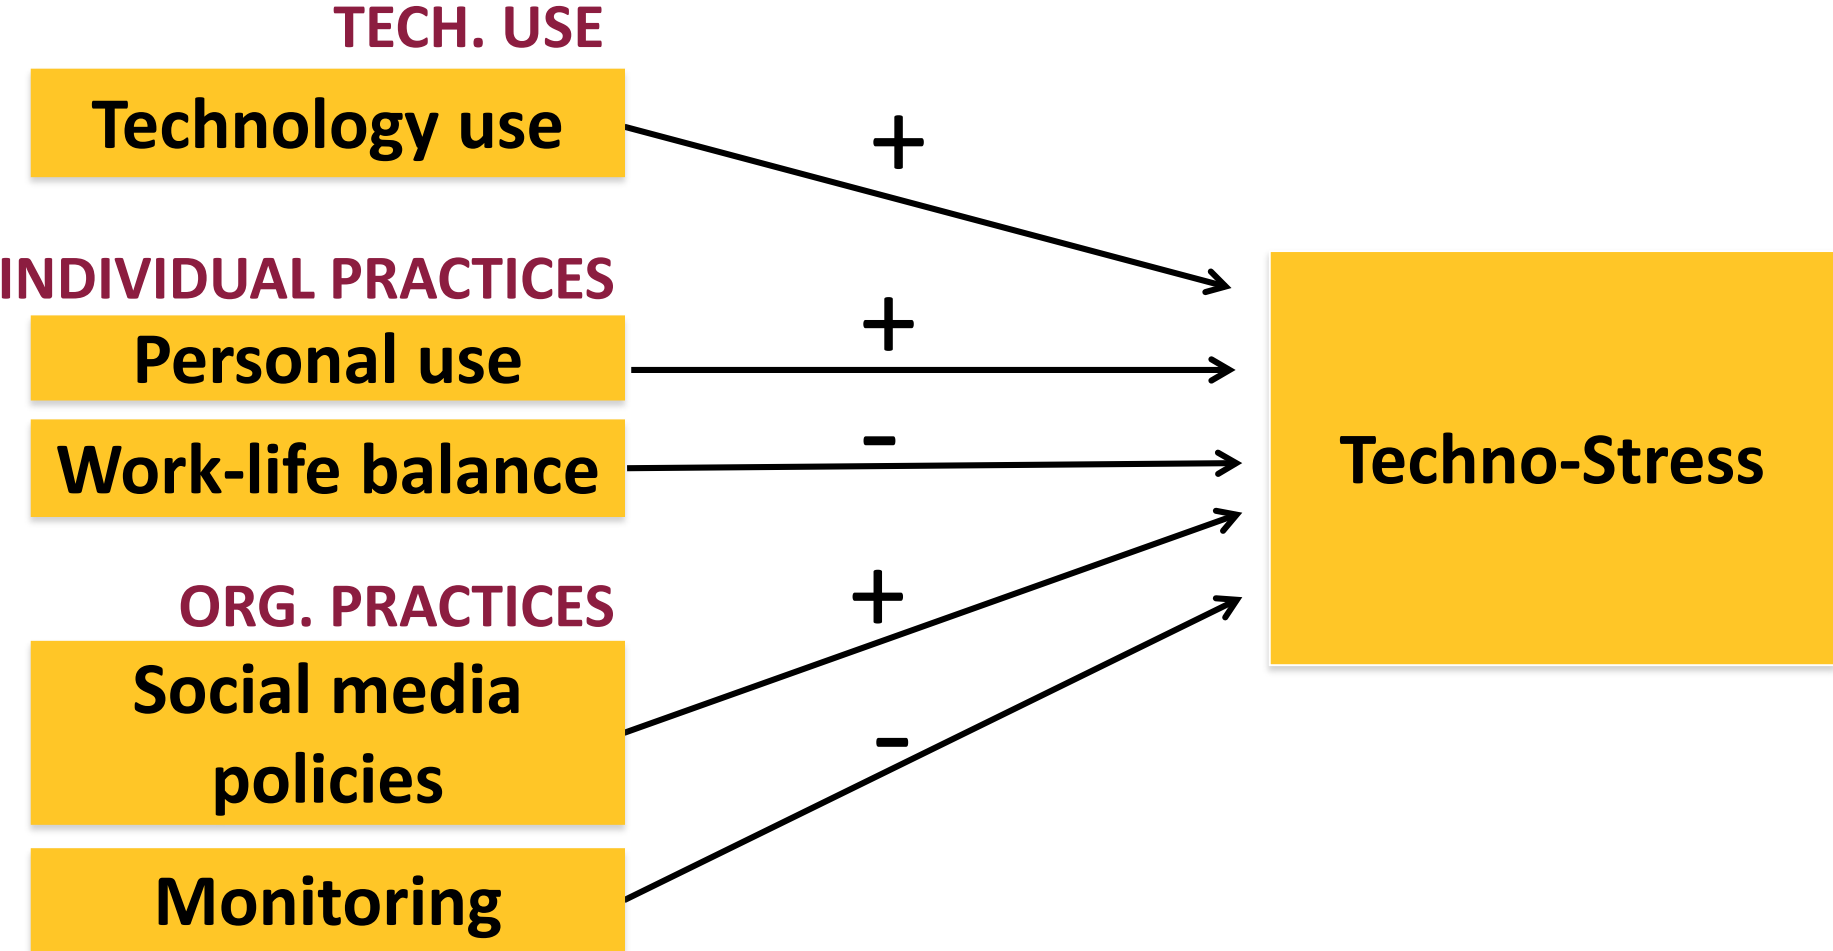 TECH. USE
Technology use
+
INDIVIDUAL PRACTICES
+
Personal use
-
Work-life balance
Techno-Stress
ORG. PRACTICES
+
Social media
policies
-
Monitoring